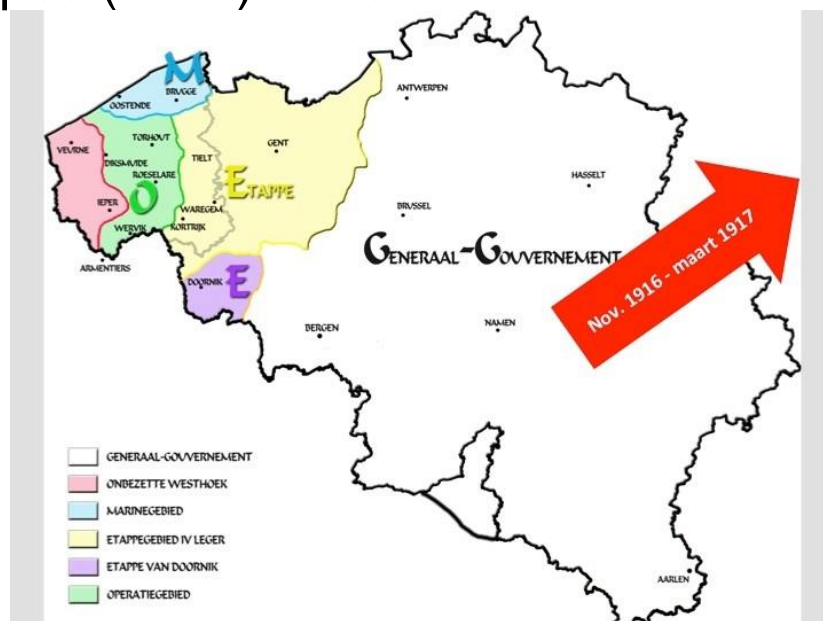 M
BRUGGE
OOSTENDE
ANTWERPEN
TORHOUT
VEURNE
DIKSMUIDE
TIELT
GENT
ROESELARE
HASSELT
O
ETAPPE
IEPER
WAREGEM
BRUSSEL
WERVIK
KORTRIJK
GENERAAL-GOUVERNEMENT
Nov. 1916 - maart 1917
ARMENTIERS
DOORNIK
E
BERGEN
NAMEN
GENERAAL-GOUVERNEMENT
ONBEZETTE WESTHOEK
MARINEGEBIED
ETAPPEGEBIED IV LEGER
ETAPPE VAN DOORNIK
OPERATIEGEBIED
AARLEN